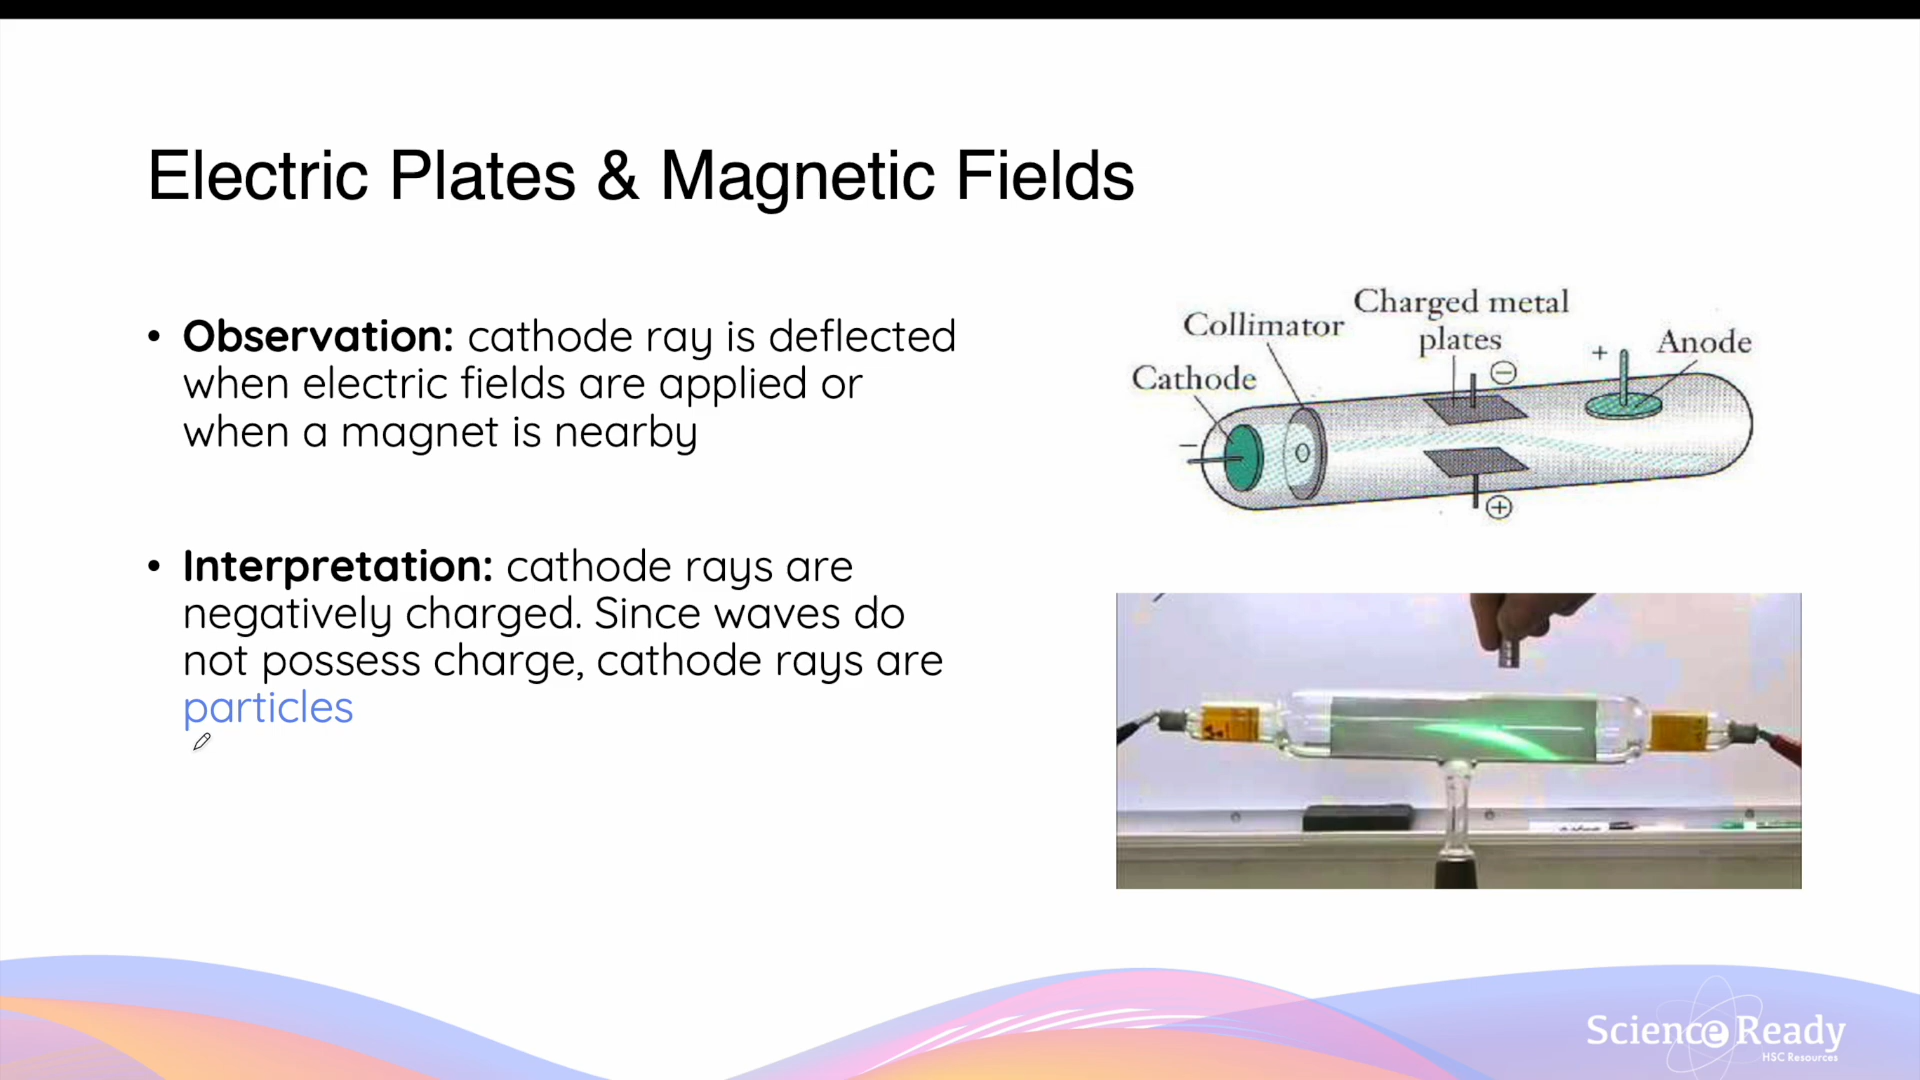 Electric Plates & Magnetic Fields
• Observation: cathode ray is deflected
when electric fields are applied or
when a magnet is nearby
• Interpretation: cathode rays are
negatively charged. Since waves do
not possess charge, cathode rays are
particles
Charged metal
plates
Collimator
Cathode
Anode
+
−
−
+
Science Ready
HSC Resources